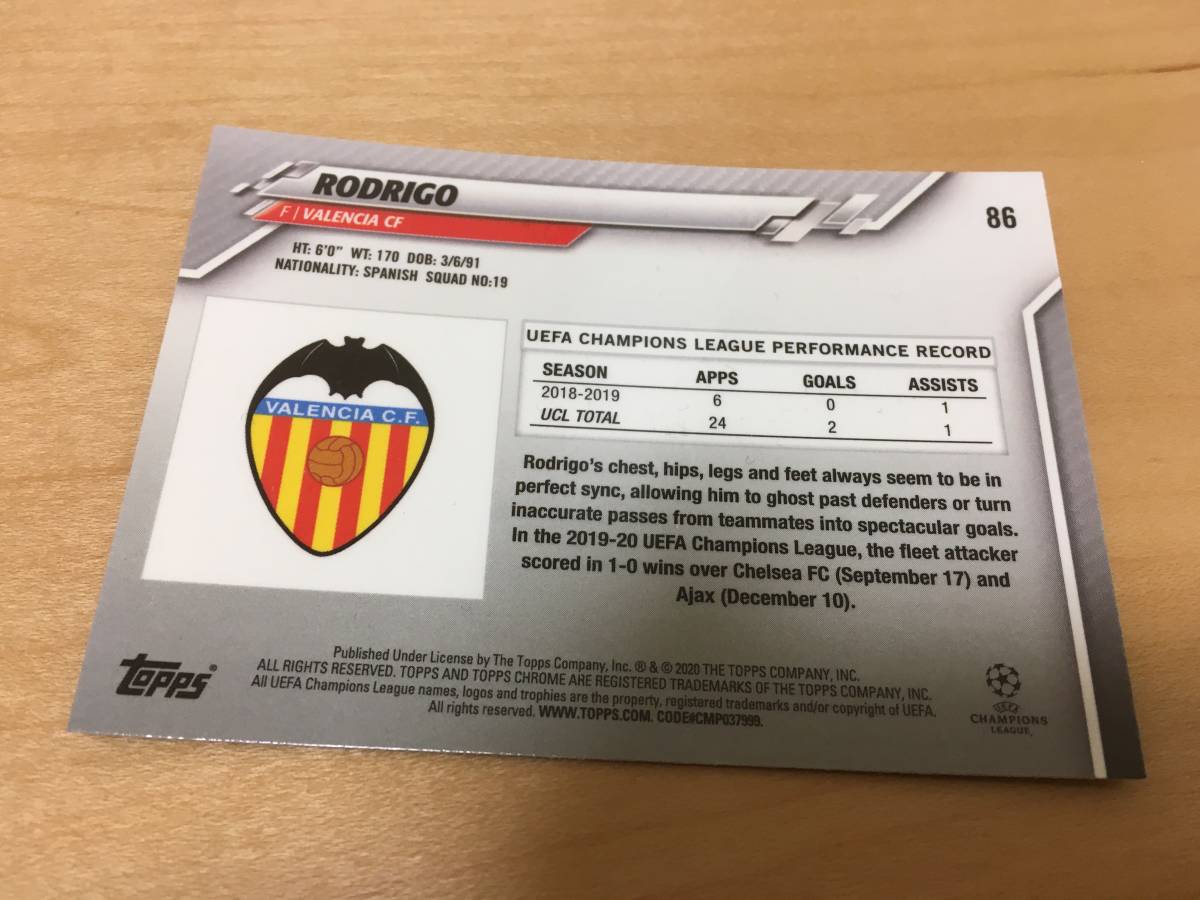 RODRIGO
86
F | VALENCIA CF
HT: 6'0" WT: 170 DOB: 3/6/91
NATIONALITY: SPANISH SQUAD NO:19
VALENCIA C.F.
UEFA CHAMPIONS LEAGUE PERFORMANCE RECORD
SEASON APPS GOALS ASSISTS
2018-2019 6 0 1
UCL TOTAL 24 2 1
Rodrigo's chest, hips, legs and feet always seem to be in
perfect sync, allowing him to ghost past defenders or turn
inaccurate passes from teammates into spectacular goals.
In the 2019-20 UEFA Champions League, the fleet attacker
scored in 1-0 wins over Chelsea FC (September 17) and
Ajax (December 10).
topps®
Published Under License by The Topps Company, Inc. ® & © 2020 THE TOPPS COMPANY, INC.
ALL RIGHTS RESERVED. TOPPS AND TOPPS CHROME ARE REGISTERED TRADEMARKS OF THE TOPPS COMPANY, INC.
All UEFA Champions League names, logos and trophies are the property, registered trademarks and/or copyright of UEFA.
All rights reserved. WWW.TOPPS.COM. CODE#CMP037999.
UEFA
CHAMPIONS
LEAGUE